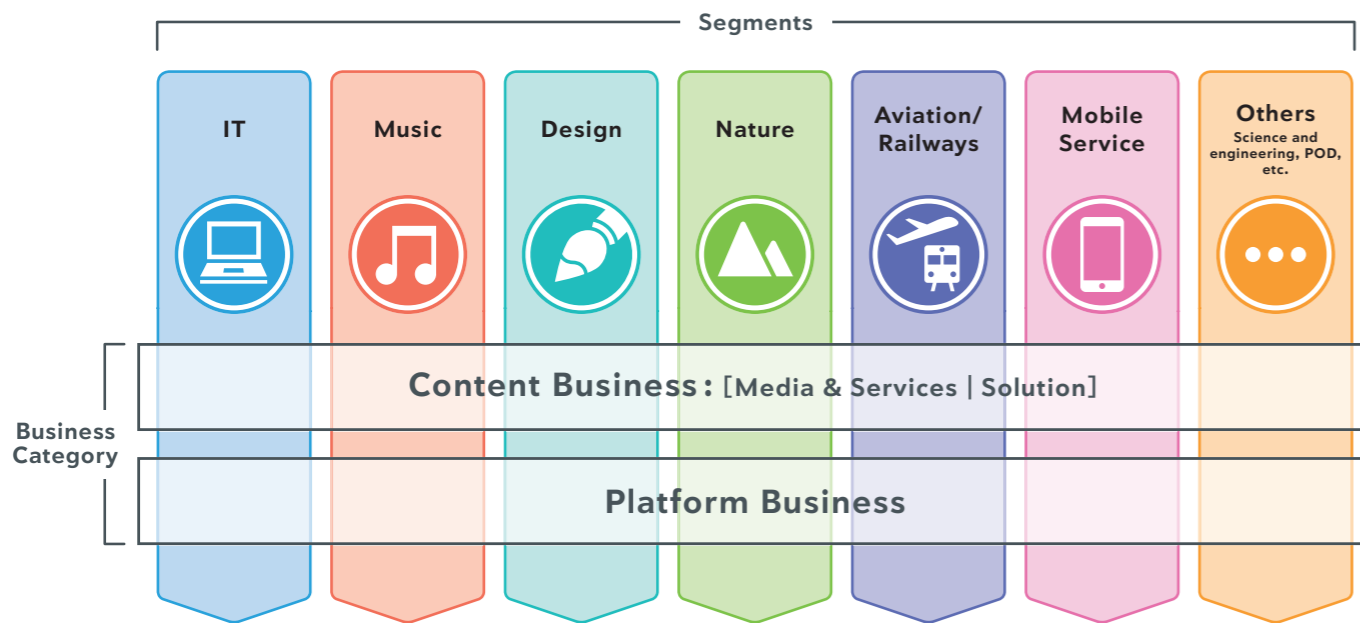 Segments
IT
Music
Design
Nature
Aviation/
Railways
Mobile
Service
Others
Science and
engineering, POD,
etc.
Business
Category
Content Business: [Media & Services | Solution]
Platform Business